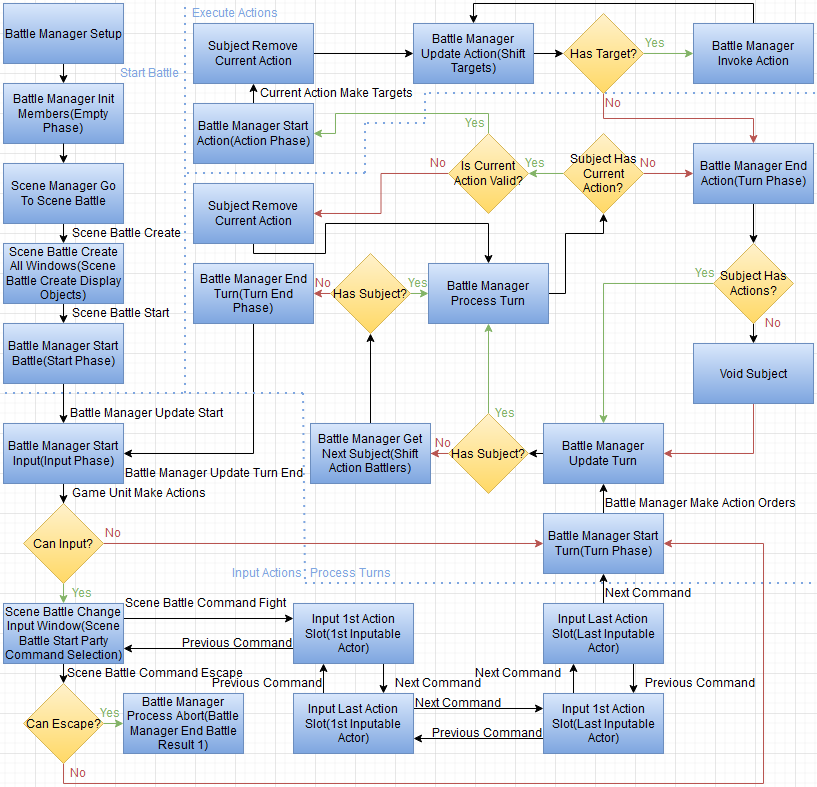 Execute Actions
Battle Manager Setup
Subject Remove
Current Action
Battle Manager
Update Action(Shift
Targets)
Has Target?
Yes
Battle Manager
Invoke Action
No
Start Battle
Current Action Make Targets
Battle Manager Init
Members(Empty
Phase)
Battle Manager Start
Action(Action Phase)
Yes
No
Is Current
Action Valid?
Yes
Subject Has
Current
Action?
No
Battle Manager End
Action(Turn Phase)
Scene Manager Go
To Scene Battle
Subject Remove
Current Action
Scene Battle Create
Scene Battle Create
All Windows(Scene
Battle Create Display
Objects)
Battle Manager End
Turn(Turn End
Phase)
No
Has Subject?
Yes
Battle Manager
Process Turn
Yes
Subject Has
Actions?
No
Scene Battle Start
Battle Manager Start
Battle(Start Phase)
Void Subject
Battle Manager Update Start
Yes
Battle Manager Start
Input(Input Phase)
Battle Manager Get
Next Subject(Shift
Action Battlers)
No
Has Subject?
Battle Manager
Update Turn
Battle Manager Update Turn End
Game Unit Make Actions
Battle Manager Make Action Orders
Can Input?
No
Battle Manager Start
Turn(Turn Phase)
Input Actions
Process Turns
Yes
Next Command
Scene Battle Change
Input Window(Scene
Battle Start Party
Command Selection)
Scene Battle Command Fight
Previous Command
Input 1st Action
Slot(1st Inputable
Actor)
Input Last Action
Slot(Last Inputable
Actor)
Scene Battle Command Escape
Previous Command
Next Command
Next Command
Previous Command
Can Escape?
Yes
Battle Manager
Process Abort(Battle
Manager End Battle
Result 1)
Input Last Action
Slot(1st Inputable
Actor)
Next Command
Previous Command
Input 1st Action
Slot(Last Inputable
Actor)
No